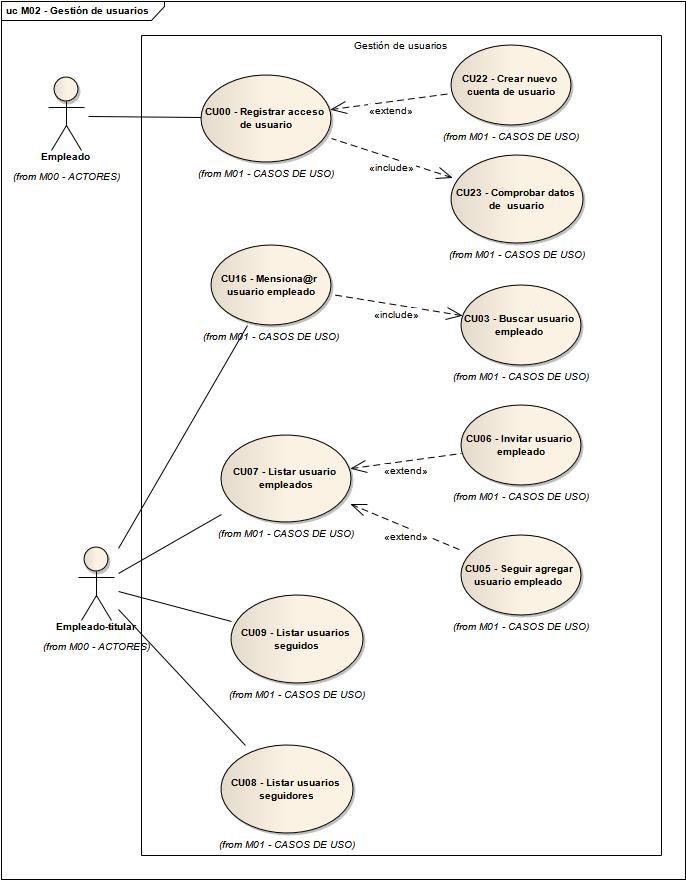 uc M02 - Gestión de usuarios
Gestión de usuarios
Empleado
(from M00 - ACTORES)
CU00 - Registrar acceso
de usuario
(from M01 - CASOS DE USO)
«extend»
CU22 - Crear nuevo
cuenta de usuario
(from M01 - CASOS DE USO)
«include»
CU23 - Comprobar datos
de usuario
(from M01 - CASOS DE USO)
CU16 - Mensiona@r
usuario empleado
(from M01 - CASOS DE USO)
«include»
CU03 - Buscar usuario
empleado
(from M01 - CASOS DE USO)
CU07 - Listar usuario
empleados
(from M01 - CASOS DE USO)
«extend»
CU06 - Invitar usuario
empleado
(from M01 - CASOS DE USO)
«extend»
CU05 - Seguir agregar
usuario empleado
(from M01 - CASOS DE USO)
Empleado-titular
(from M00 - ACTORES)
CU09 - Listar usuarios
seguidos
(from M01 - CASOS DE USO)
CU08 - Listar usuarios
seguidores
(from M01 - CASOS DE USO)